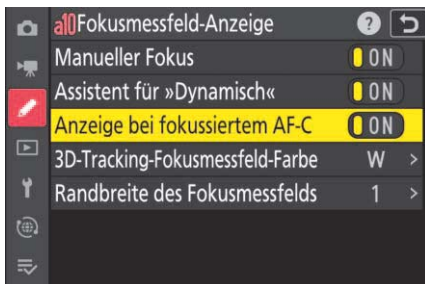 a10Fokusmessfeld-Anzeige ?
Manueller Fokus ON
Assistent für »Dynamisch« ON
Anzeige bei fokussiertem AF-C ON
3D-Tracking-Fokusmessfeld-Farbe W >
Randbreite des Fokusmessfelds 1 >